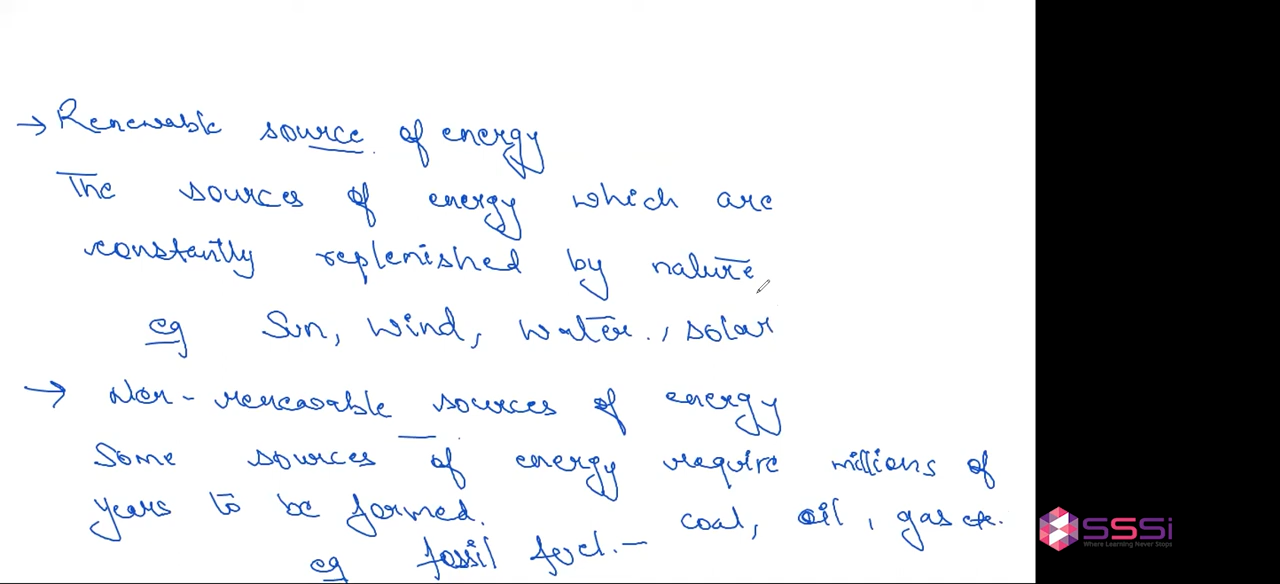 → Renewable source of energy
The sources of energy which are
constantly replenished by nature
eg Sun, wind, water., solar
→ Non-renewable sources of energy
Some sources of energy require millions of
years to be formed. coal, oil, gas etc.
eg fossil fuel.-
SSSi
Where Learning Never Stops